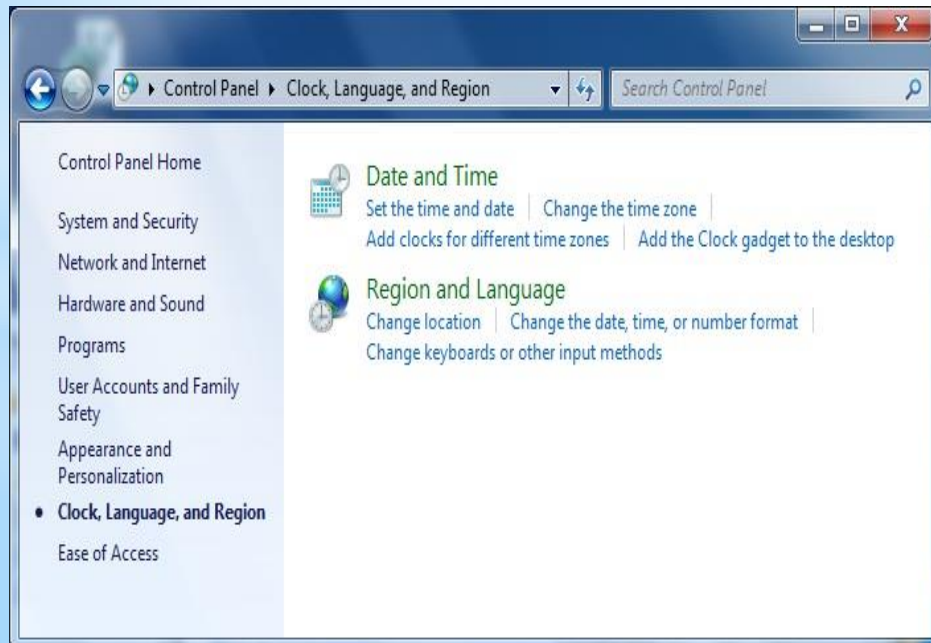 Control Panel Clock, Language, and Region
Search Control Panel
Control Panel Home
System and Security
Network and Internet
Hardware and Sound
Programs
User Accounts and Family
Safety
Appearance and
Personalization
Clock, Language, and Region
Ease of Access
Date and Time
Set the time and date Change the time zone
Add clocks for different time zones Add the Clock gadget to the desktop
Region and Language
Change location Change the date, time, or number format
Change keyboards or other input methods